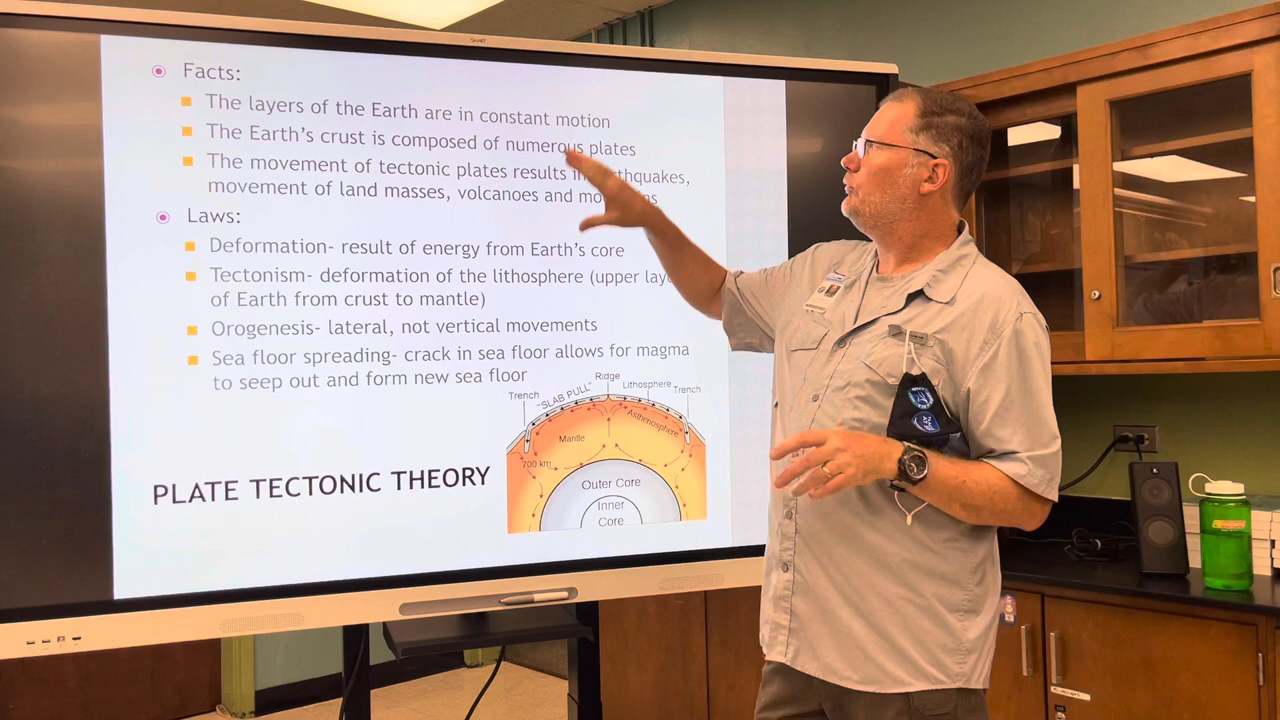 SMART
Facts:
The layers of the Earth are in constant motion
The Earth's crust is composed of numerous plates
The movement of tectonic plates results in earthquakes,
movement of land masses, volcanoes and mountains
Laws:
Deformation- result of energy from Earth's core
Tectonism- deformation of the lithosphere (upper layer
of Earth from crust to mantle)
Orogenesis- lateral, not vertical movements
Sea floor spreading- crack in sea floor allows for magma
to seep out and form new sea floor
Ridge
Trench "SLAB PULL" Lithosphere Trench
Asthenosphere
Mantle
700 km
Outer Core
Inner
Core
PLATE TECTONIC THEORY